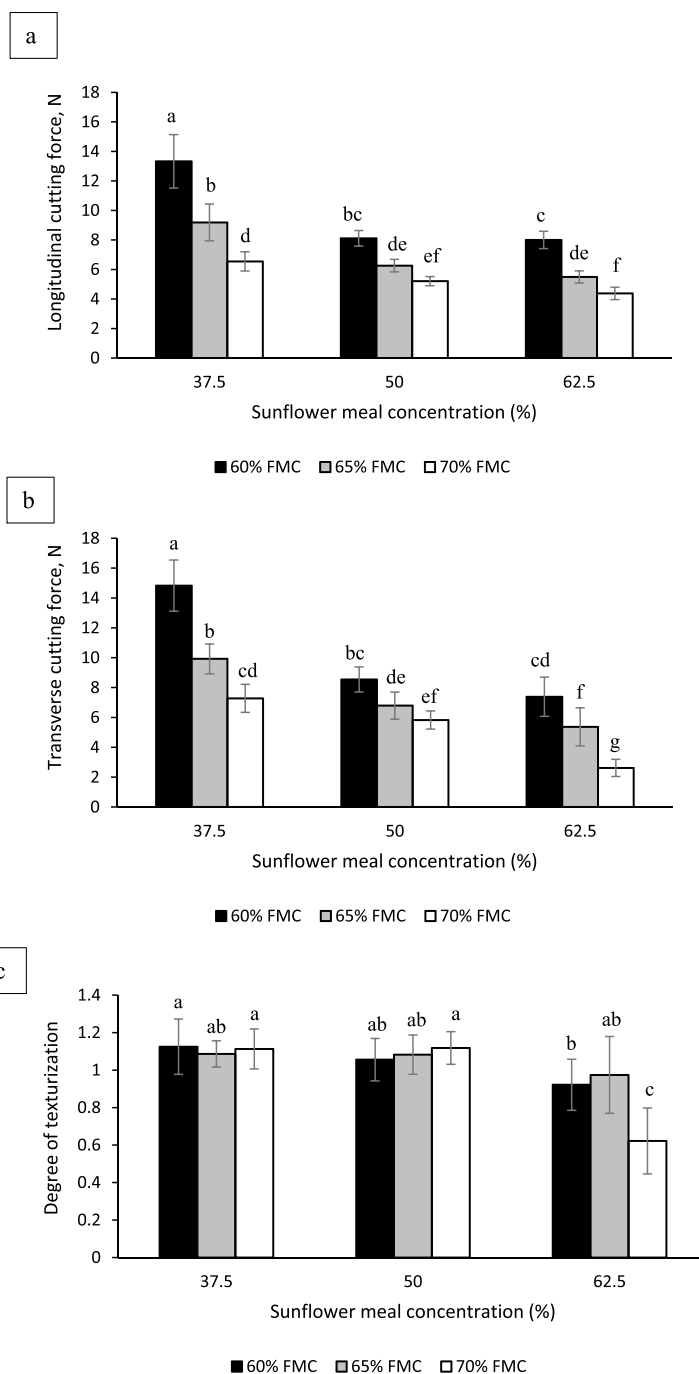 a
Longitudinal cutting force, N
18
16
14
12
10
8
6
4
2
0
a
b
d
bc
de
ef
c
de
f
37.5 50 62.5
Sunflower meal concentration (%)
60% FMC 65% FMC 70% FMC
b
Transverse cutting force, N
18
16
14
12
10
8
6
4
2
0
a
b
cd
bc
de
ef
cd
f
g
37.5 50 62.5
Sunflower meal concentration (%)
60% FMC 65% FMC 70% FMC
c
Degree of texturization
1.4
1.2
1
0.8
0.6
0.4
0.2
0
a
ab
a
ab
ab
a
b
ab
c
37.5 50 62.5
Sunflower meal concentration (%)
60% FMC 65% FMC 70% FMC